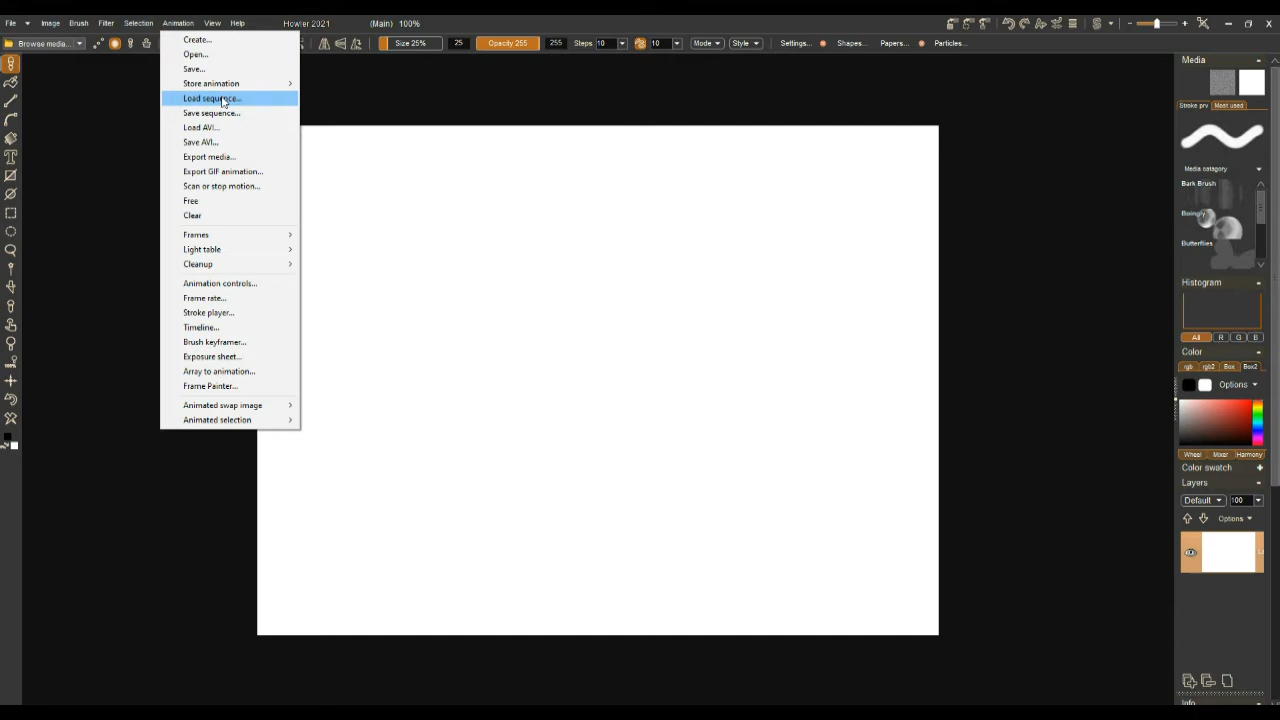 File Image Brush Filter Selection Animation View Help Howler 2021 (Main) 100%
Browse media... Size 25% 25 Opacity 255 255 Steps 10 10 Mode Style Settings... Shapes... Papers... Particles...
Create...
Open...
Save...
Store animation
Load sequence...
Save sequence...
Load AVI...
Save AVI...
Export media...
Export GIF animation...
Scan or stop motion...
Free
Clear
Frames
Light table
Cleanup
Animation controls...
Frame rate...
Stroke player...
Timeline...
Brush keyframer...
Exposure sheet...
Array to animation...
Frame Painter...
Animated swap image
Animated selection
Media
Stroke prv Most used
Media catagory
Bark Brush
Boingly
Butterflies
Histogram
All R G B
Color
rgb rgb2 Box Box2
Options
Wheel Mixer Harmony
Color swatch
Layers
Default 100
Options
Info